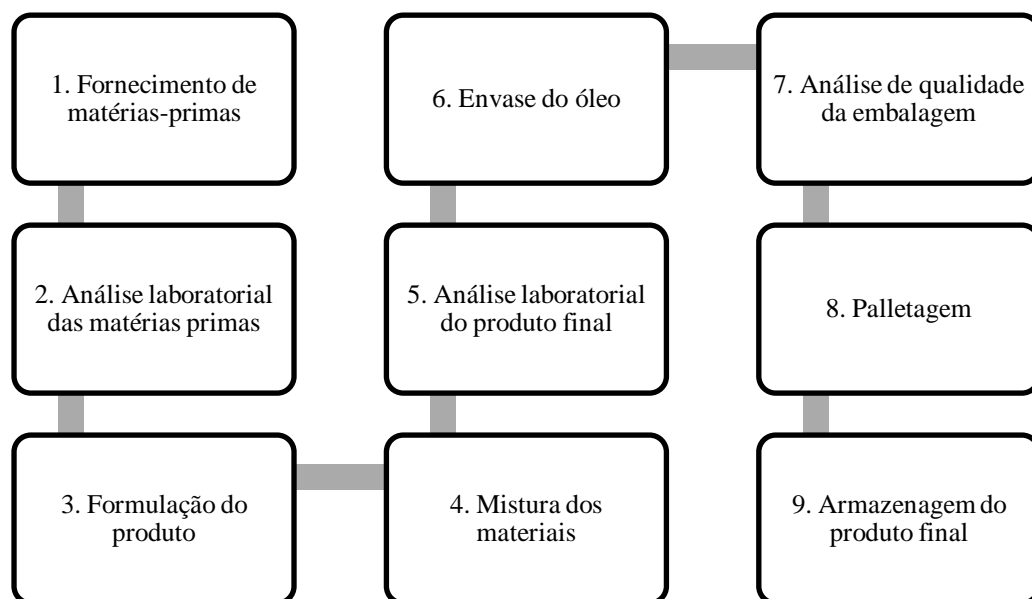 1. Fornecimento de
matérias-primas
2. Análise laboratorial
das matérias primas
3. Formulação do
produto
4. Mistura dos
materiais
5. Análise laboratorial
do produto final
6. Envase do óleo
7. Análise de qualidade
da embalagem
8. Palletagem
9. Armazenagem do
produto final